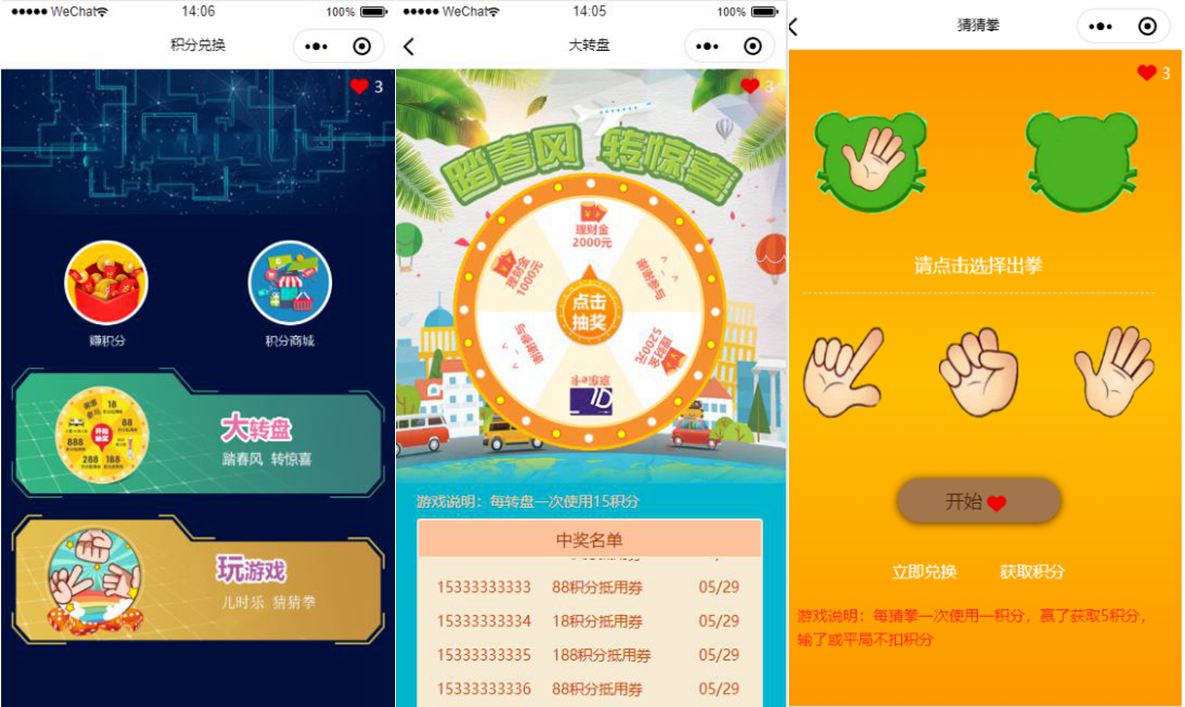 WeChat
14:06
100%
积分兑换
3
赚积分
积分商城
谢谢参与
18
88
888
288
188
开始抽奖
大转盘
踏春风 转惊喜
玩游戏
儿时乐 猜猜拳
WeChat
14:05
100%
大转盘
3
踏春风 转惊喜
理财金
2000元
谢谢参与
理财金
5200元
京东e卡
JD
谢谢参与
理财金
1000元
点击
抽奖
游戏说明：每转盘一次使用15积分
中奖名单
15333333333 88积分抵用券 05/29
15333333334 18积分抵用券 05/29
15333333335 188积分抵用券 05/29
15333333336 88积分抵用券 05/29
猜猜拳
3
请点击选择出拳
开始
立即兑换 获取积分
游戏说明：每猜拳一次使用一积分，赢了获取5积分，
输了或平局不扣积分